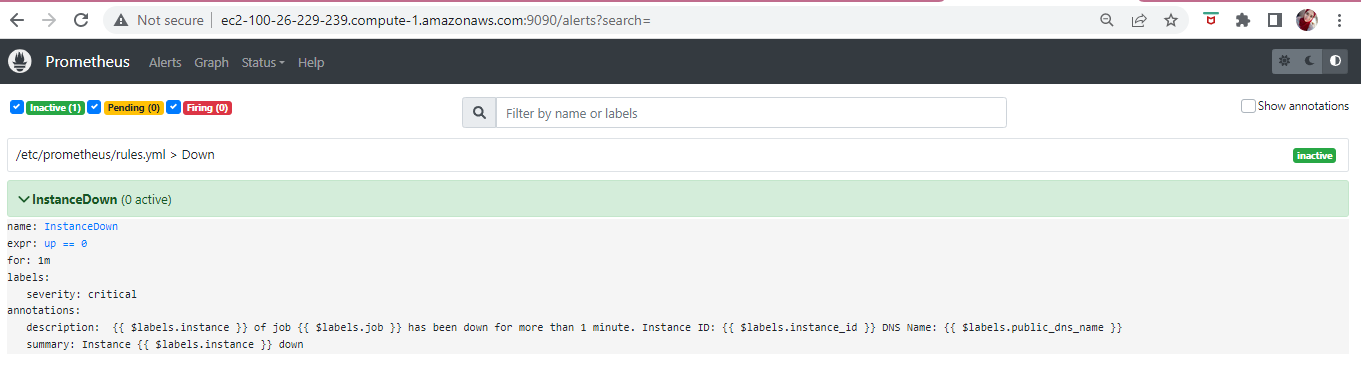 Not secure ec2-100-26-229-239.compute-1.amazonaws.com:9090/alerts?search=
Prometheus Alerts Graph Status Help
Inactive (1) Pending (0) Firing (0) Filter by name or labels Show annotations
/etc/prometheus/rules.yml > Down inactive
InstanceDown (0 active)
name: InstanceDown
expr: up == 0
for: 1m
labels:
severity: critical
annotations:
description: {{ $labels.instance }} of job {{ $labels.job }} has been down for more than 1 minute. Instance ID: {{ $labels.instance_id }} DNS Name: {{ $labels.public_dns_name }}
summary: Instance {{ $labels.instance }} down